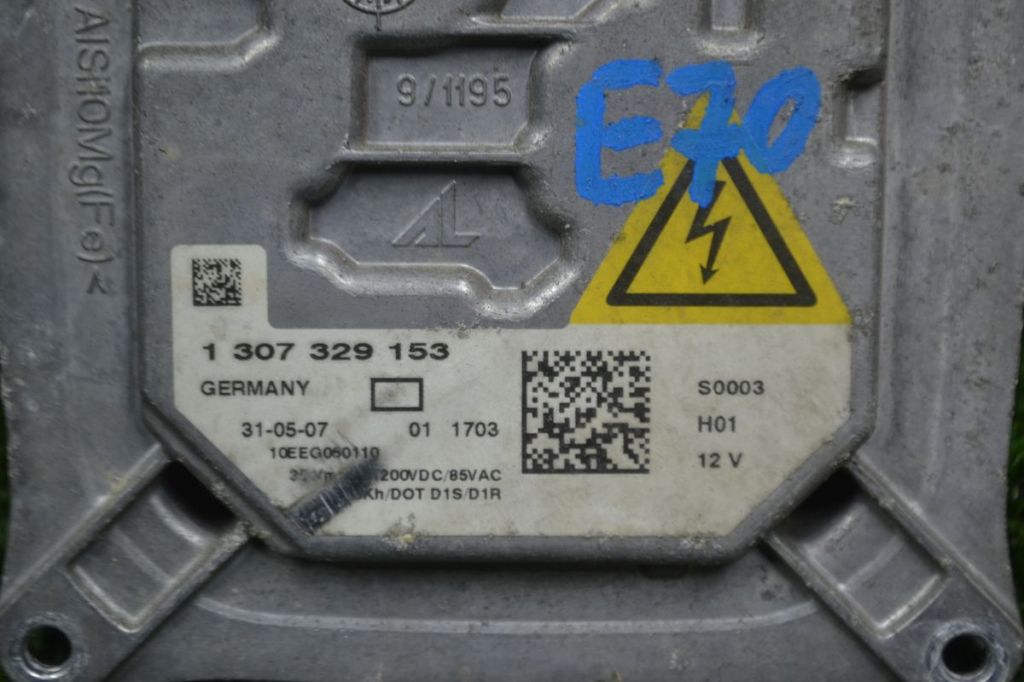 AlSi10Mg(Fe)<
9/1195
AL
E70
1 307 329 153
GERMANY
S0003
31-05-07
01 1703
H01
10EEG060110
12 V
200VDC/85VAC
Kh/DOT D1S/D1R